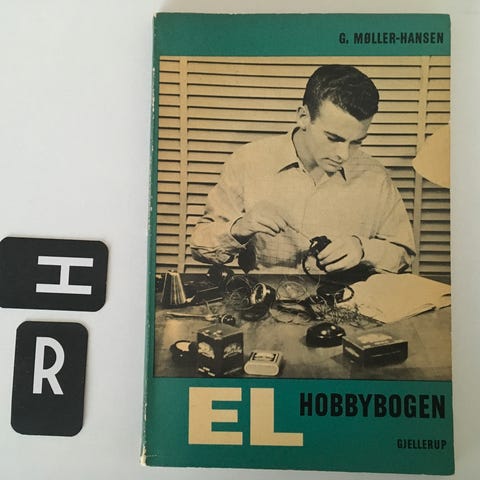 G. MØLLER-HANSEN
EL HOBBYBOGEN
GJELLERUP
H
R